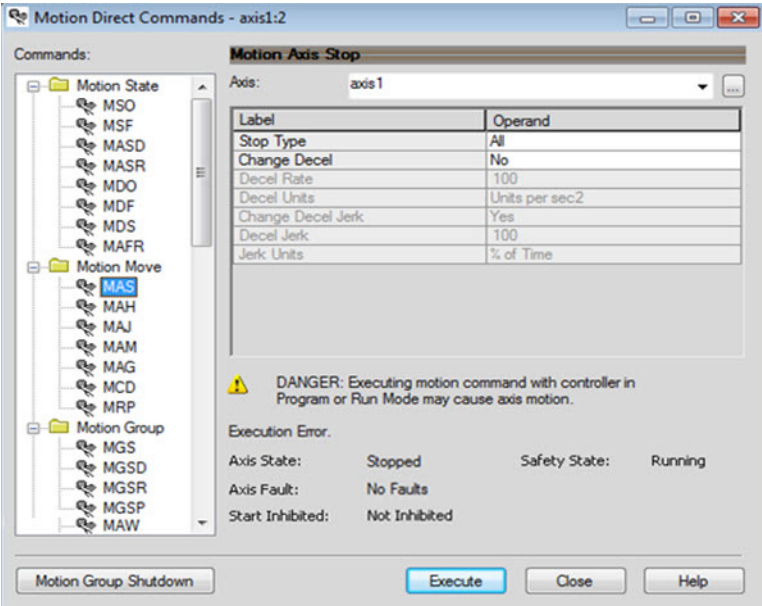 Motion Direct Commands - axis1:2
Commands:
Motion State
MSO
MSF
MASD
MASR
MDO
MDF
MDS
MAFR
Motion Move
MAS
MAH
MAJ
MAM
MAG
MCD
MRP
Motion Group
MGS
MGSD
MGSR
MGSP
MAW
Motion Axis Stop
Axis: axis1 ...
Label Operand
Stop Type All
Change Decel No
Decel Rate 100
Decel Units Units per sec2
Change Decel Jerk Yes
Decel Jerk 100
Jerk Units % of Time
DANGER: Executing motion command with controller in
Program or Run Mode may cause axis motion.
Execution Error.
Axis State: Stopped Safety State: Running
Axis Fault: No Faults
Start Inhibited: Not Inhibited
Motion Group Shutdown Execute Close Help